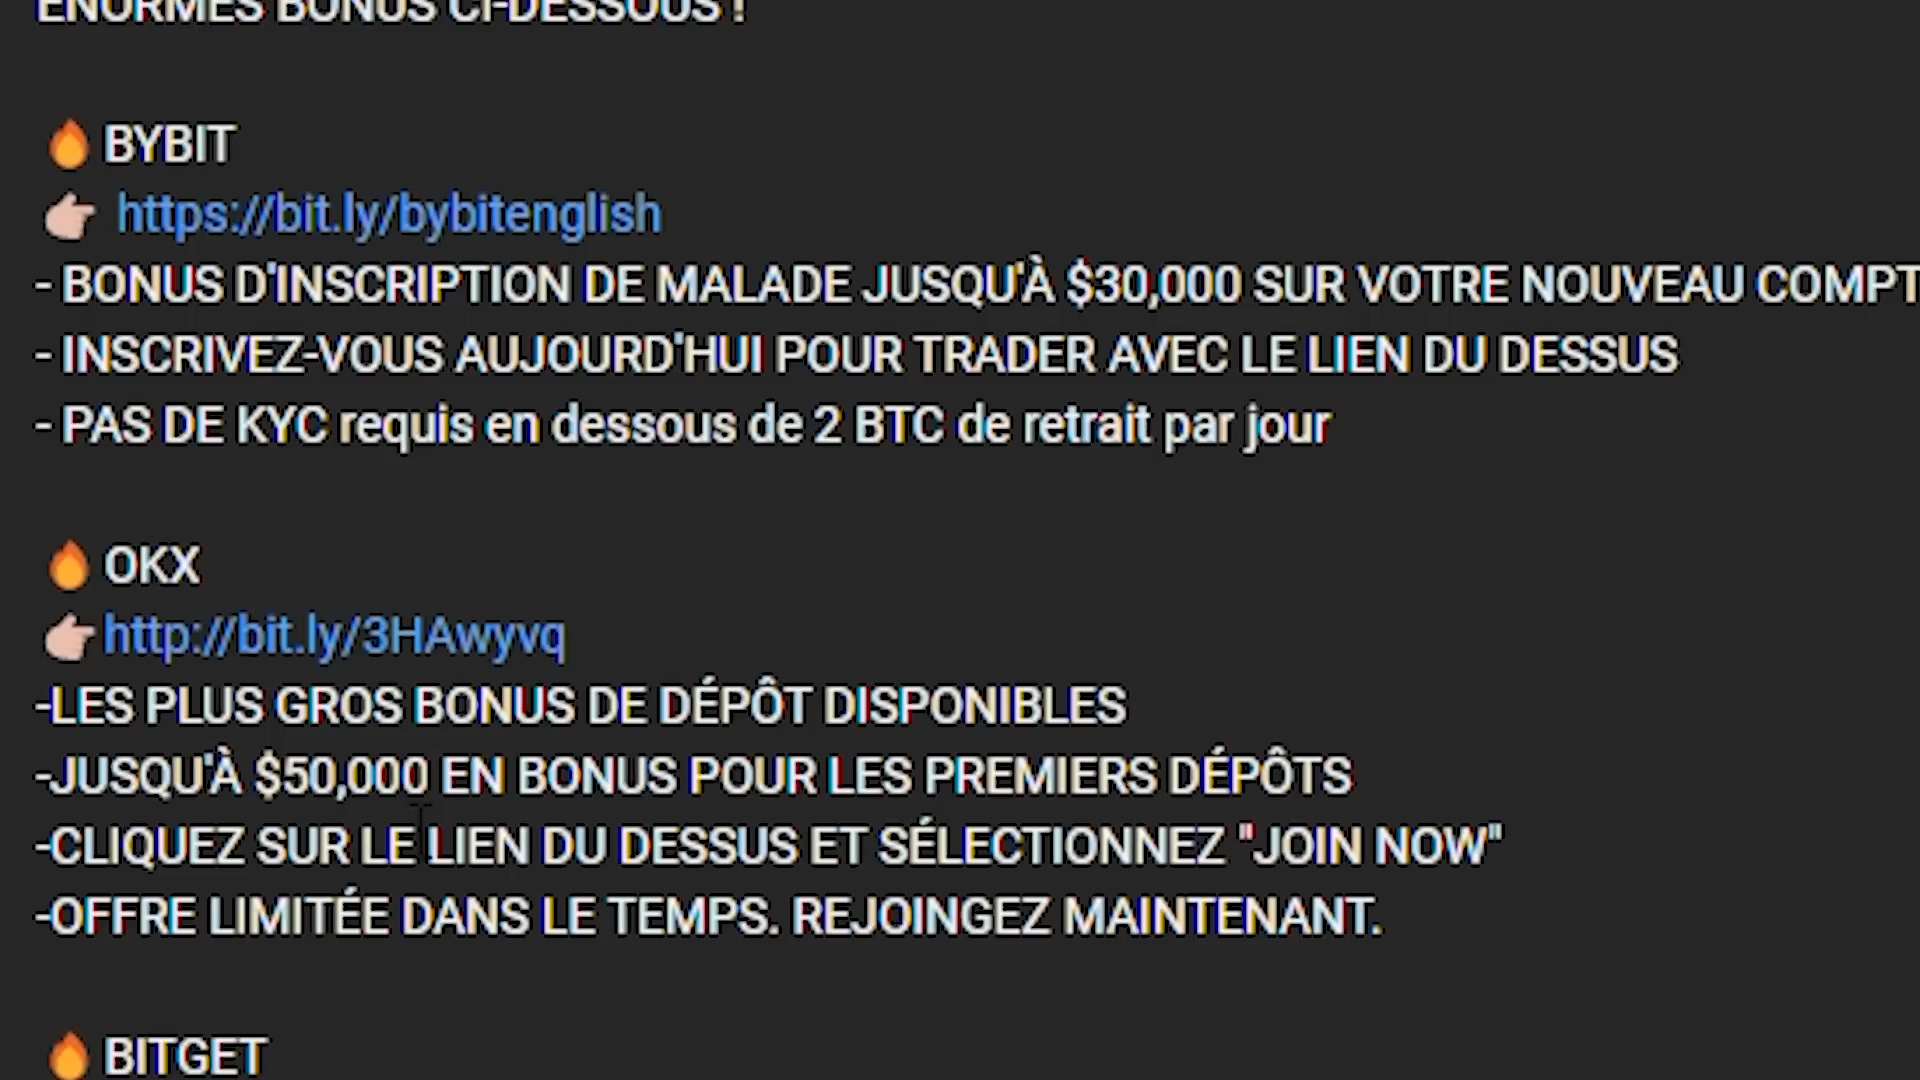 ENORMES BONUS CI-DESSOUS !
🔥 BYBIT
👉🏻 https://bit.ly/bybitenglish
- BONUS D'INSCRIPTION DE MALADE JUSQU'À $30,000 SUR VOTRE NOUVEAU COMPT
- INSCRIVEZ-VOUS AUJOURD'HUI POUR TRADER AVEC LE LIEN DU DESSUS
- PAS DE KYC requis en dessous de 2 BTC de retrait par jour
🔥 OKX
👉🏻 http://bit.ly/3HAwyvq
-LES PLUS GROS BONUS DE DÉPÔT DISPONIBLES
-JUSQU'À $50,000 EN BONUS POUR LES PREMIERS DÉPÔTS
-CLIQUEZ SUR LE LIEN DU DESSUS ET SÉLECTIONNEZ "JOIN NOW"
-OFFRE LIMITÉE DANS LE TEMPS. REJOINGEZ MAINTENANT.
🔥 BITGET